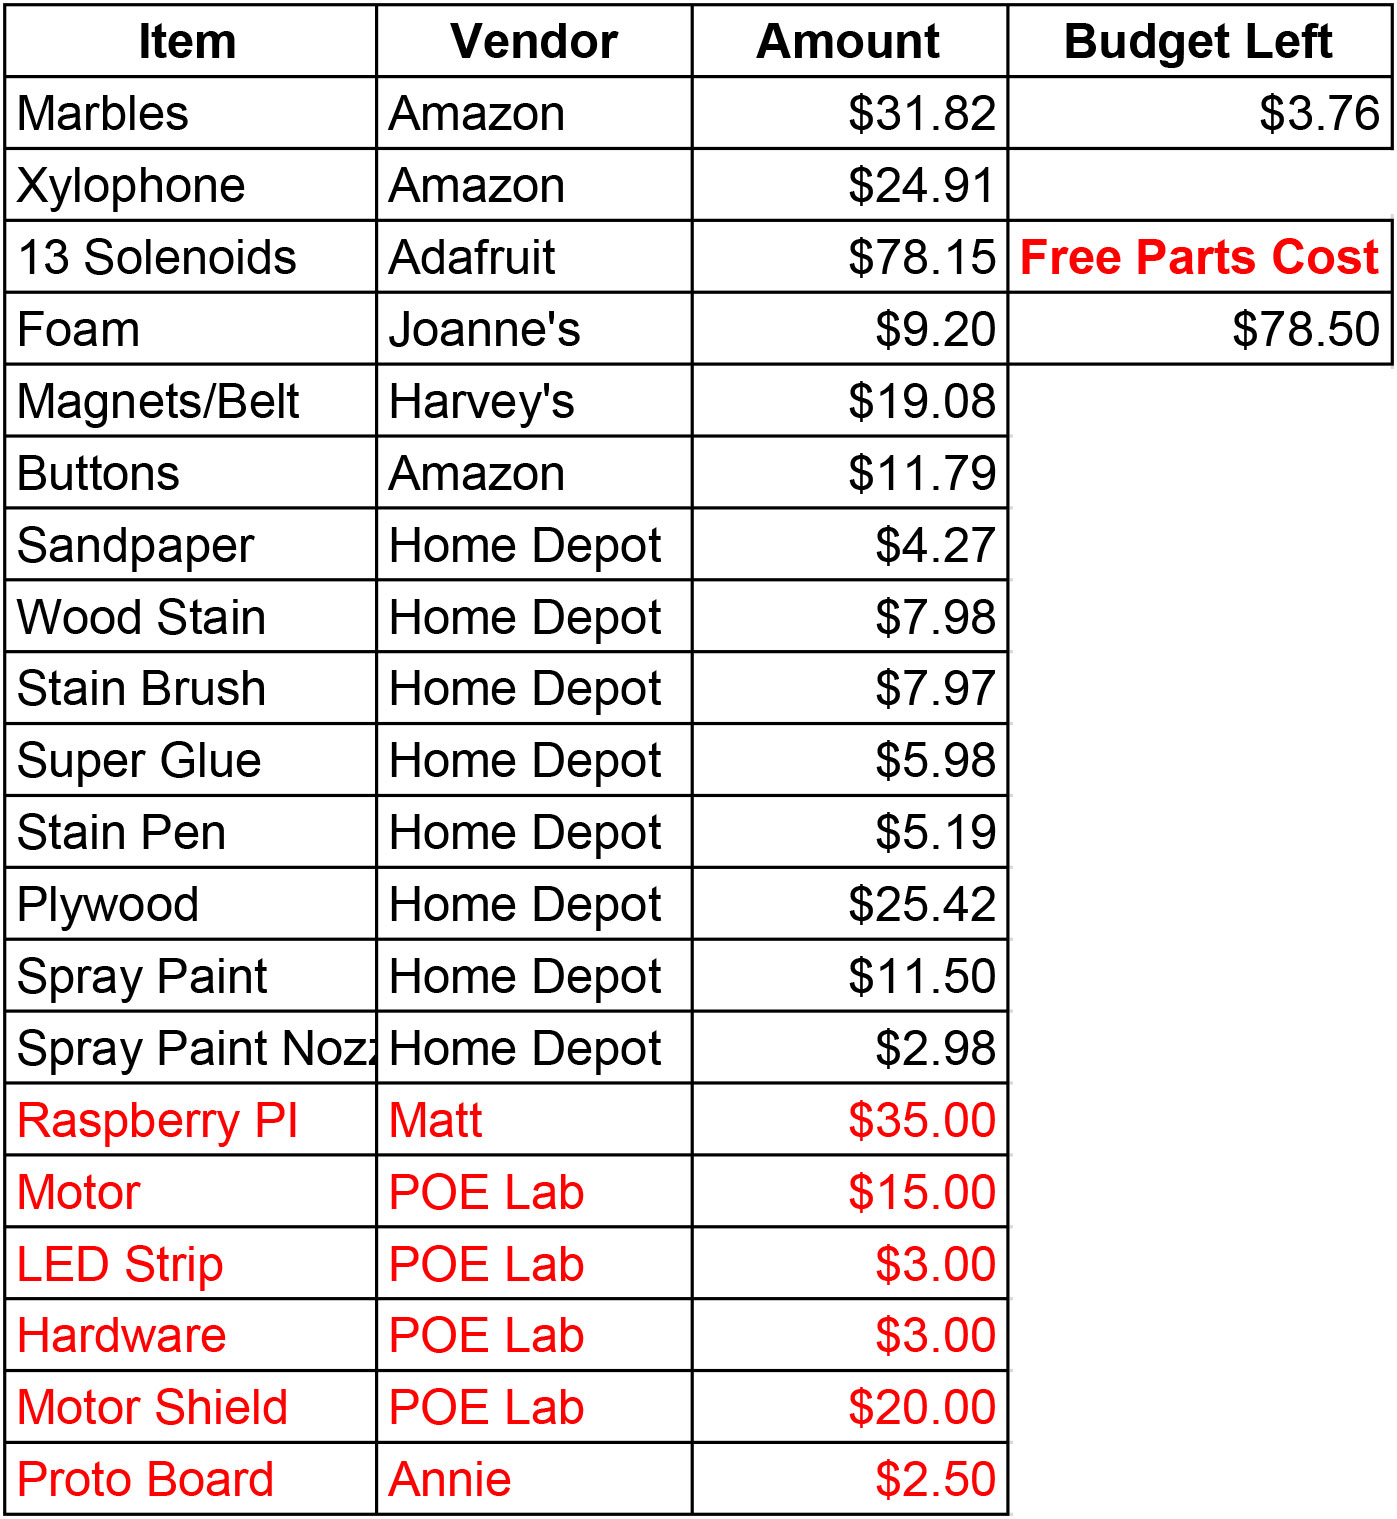 Item Vendor Amount Budget Left
Marbles Amazon $31.82 $3.76
Xylophone Amazon $24.91
13 Solenoids Adafruit $78.15 Free Parts Cost
Foam Joanne's $9.20 $78.50
Magnets/Belt Harvey's $19.08
Buttons Amazon $11.79
Sandpaper Home Depot $4.27
Wood Stain Home Depot $7.98
Stain Brush Home Depot $7.97
Super Glue Home Depot $5.98
Stain Pen Home Depot $5.19
Plywood Home Depot $25.42
Spray Paint Home Depot $11.50
Spray Paint Nozz Home Depot $2.98
Raspberry PI Matt $35.00
Motor POE Lab $15.00
LED Strip POE Lab $3.00
Hardware POE Lab $3.00
Motor Shield POE Lab $20.00
Proto Board Annie $2.50